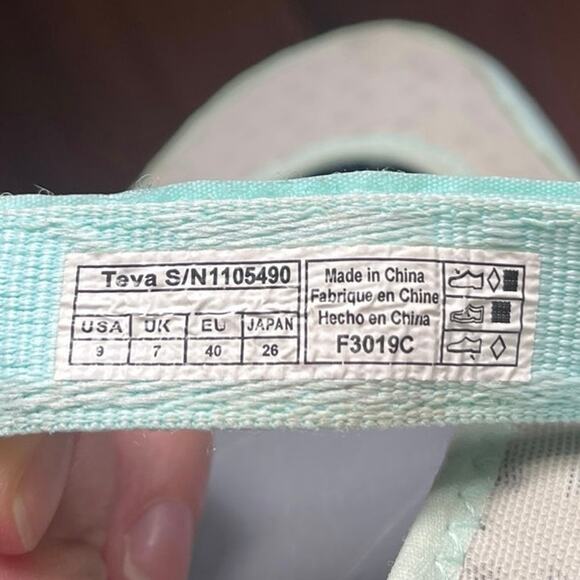 Teva S/N1105490
USA UK EU JAPAN
9 7 40 26
Made in China
Fabrique en Chine
Hecho en China
F3019C